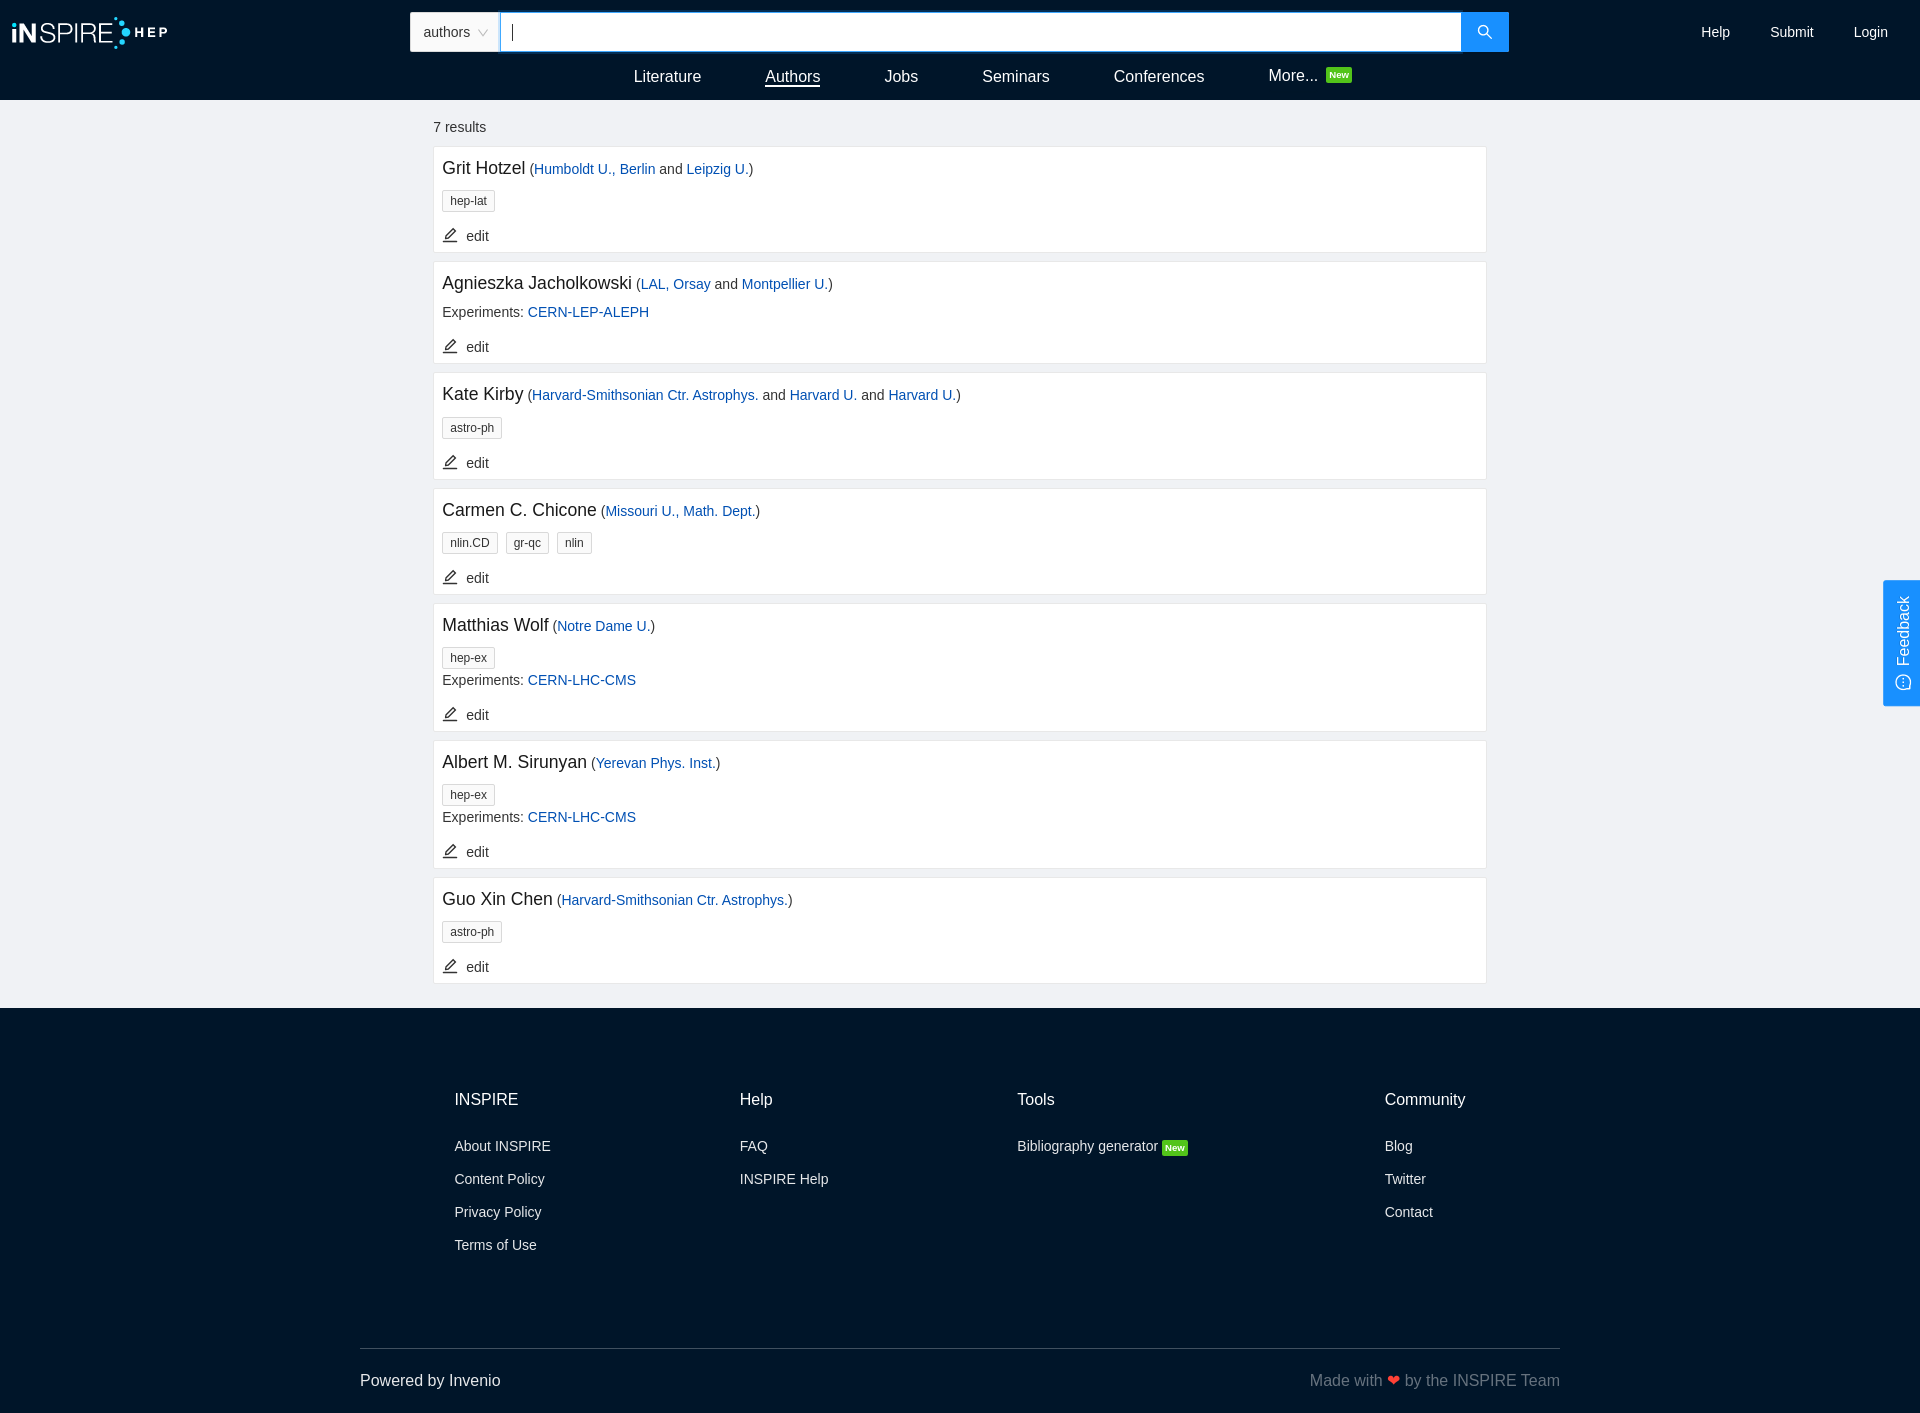 iNSPIRE HEP
authors
Help Submit Login
Literature Authors Jobs Seminars Conferences More... New
7 results
Grit Hotzel (Humboldt U., Berlin and Leipzig U.)
hep-lat
edit
Agnieszka Jacholkowski (LAL, Orsay and Montpellier U.)
Experiments: CERN-LEP-ALEPH
edit
Kate Kirby (Harvard-Smithsonian Ctr. Astrophys. and Harvard U. and Harvard U.)
astro-ph
edit
Carmen C. Chicone (Missouri U., Math. Dept.)
nlin.CD gr-qc nlin
edit
Matthias Wolf (Notre Dame U.)
hep-ex
Experiments: CERN-LHC-CMS
edit
Albert M. Sirunyan (Yerevan Phys. Inst.)
hep-ex
Experiments: CERN-LHC-CMS
edit
Guo Xin Chen (Harvard-Smithsonian Ctr. Astrophys.)
astro-ph
edit
Feedback
INSPIRE
About INSPIRE
Content Policy
Privacy Policy
Terms of Use
Help
FAQ
INSPIRE Help
Tools
Bibliography generator New
Community
Blog
Twitter
Contact
Powered by Invenio
Made with ❤ by the INSPIRE Team